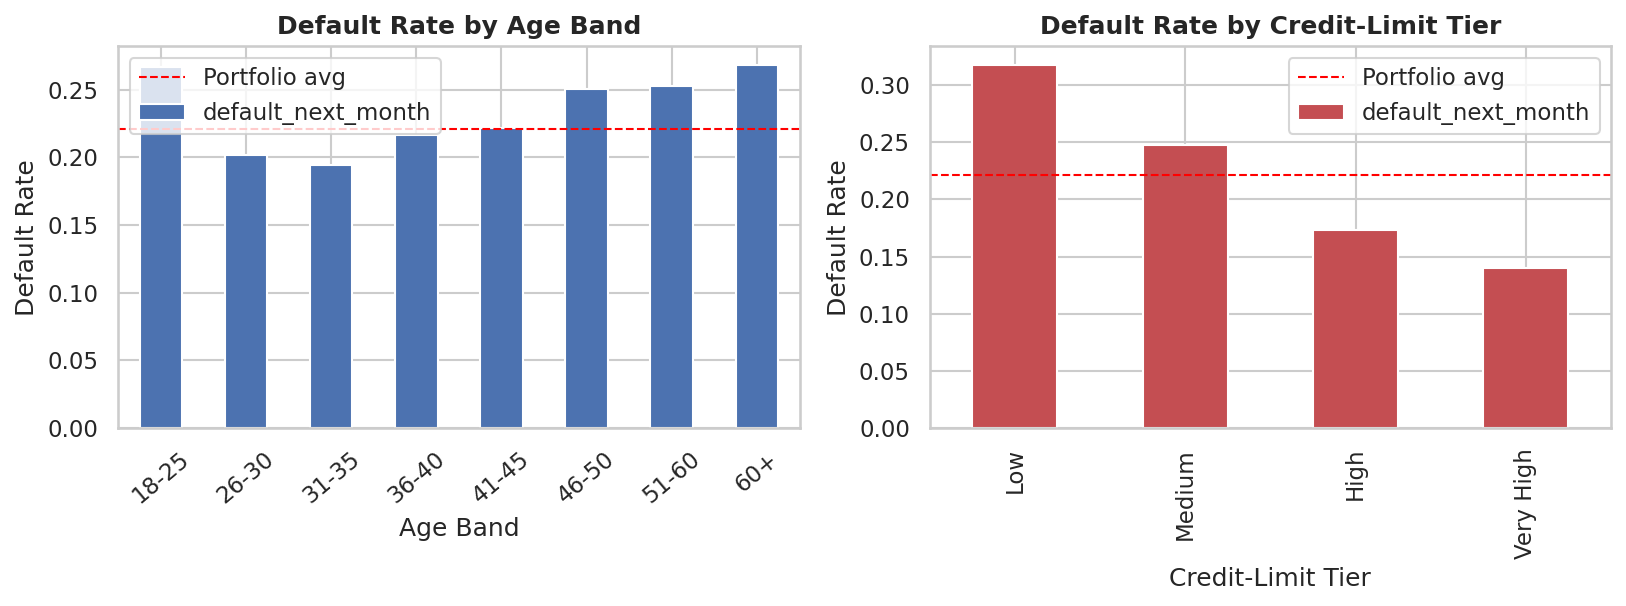 Default Rate by Age Band
Portfolio avg
default_next_month
Default Rate
0.25
0.20
0.15
0.10
0.05
0.00
18-25
26-30
31-35
36-40
41-45
46-50
51-60
60+
Age Band
Default Rate by Credit-Limit Tier
Portfolio avg
default_next_month
Default Rate
0.30
0.25
0.20
0.15
0.10
0.05
0.00
Low
Medium
High
Very High
Credit-Limit Tier